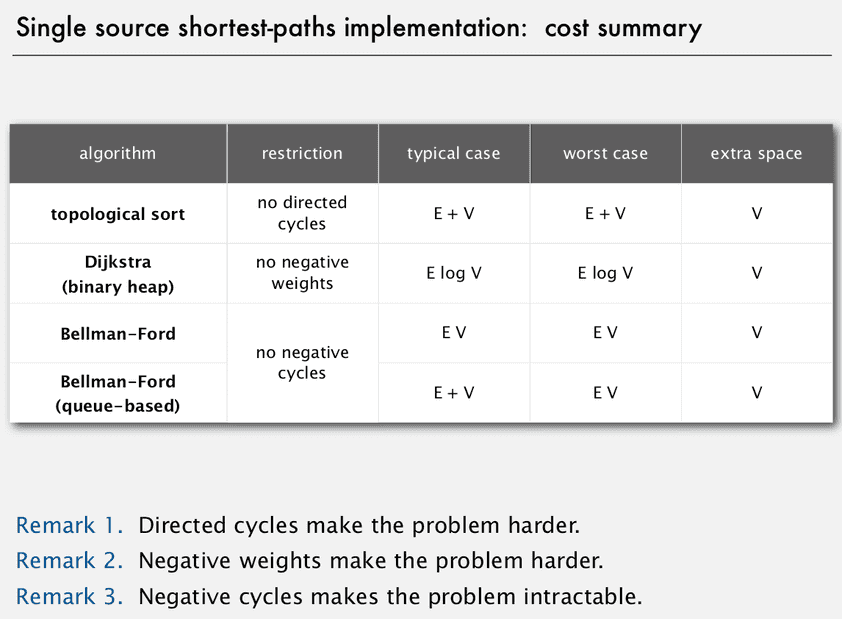 Single source shortest-paths implementation: cost summary
algorithm restriction typical case worst case extra space
topological sort no directed cycles E + V E + V V
Dijkstra (binary heap) no negative weights E log V E log V V
Bellman-Ford no negative cycles E V E V V
Bellman-Ford (queue-based) E + V E V V
Remark 1. Directed cycles make the problem harder.
Remark 2. Negative weights make the problem harder.
Remark 3. Negative cycles makes the problem intractable.